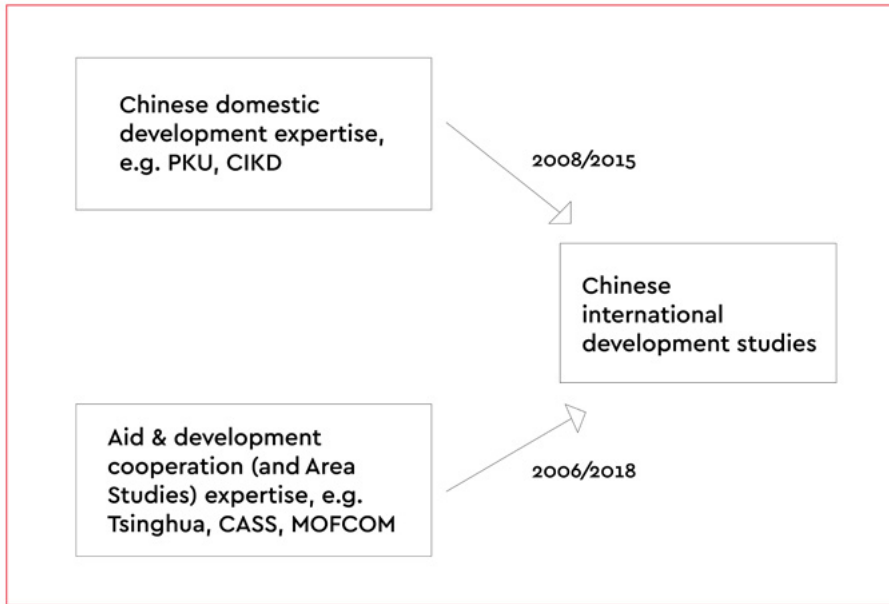 Chinese domestic
development expertise,
e.g. PKU, CIKD
2008/2015
Chinese
international
development studies
Aid & development
cooperation (and Area
Studies) expertise, e.g.
Tsinghua, CASS, MOFCOM
2006/2018